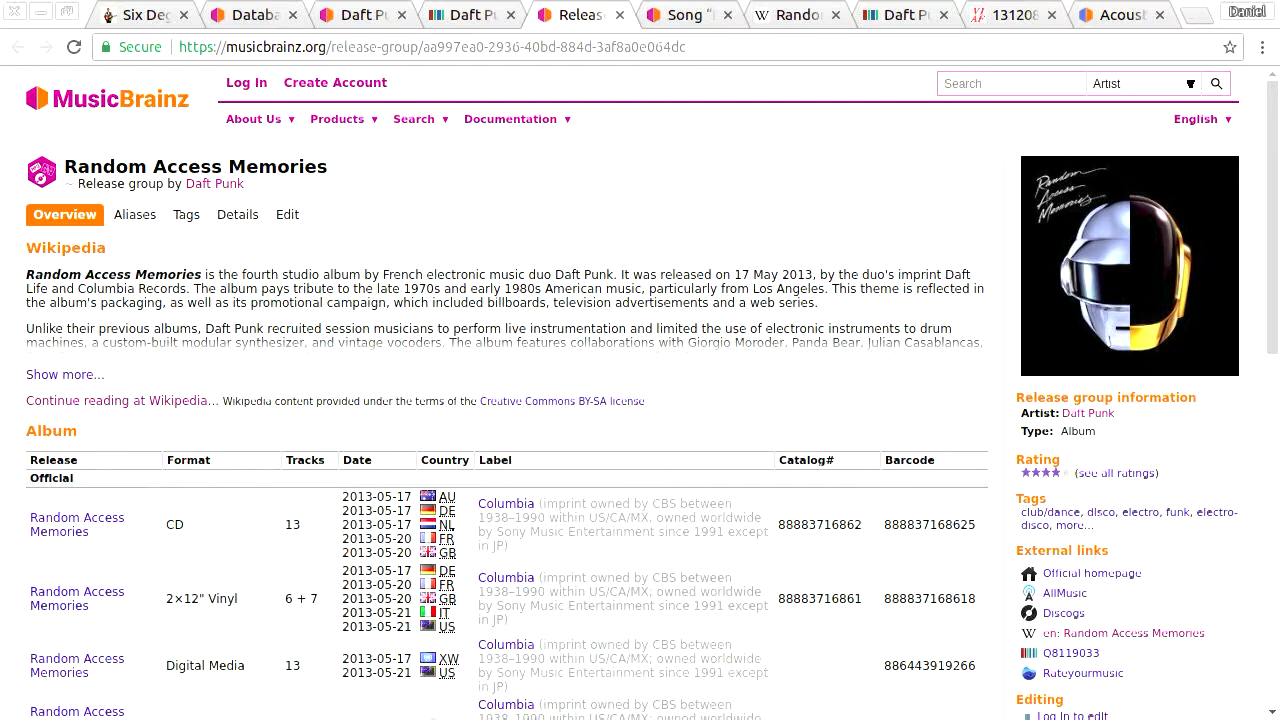 Six Deg
Databa
Daft Pu
Daft Pu
Releas
Song "I
Randor
Daft Pu
131208
Acoust
Daniel
Secure
https://musicbrainz.org/release-group/aa997ea0-2936-40bd-884d-3af8a0e064dc
MusicBrainz
Log In Create Account
Search Artist
About Us ▼ Products ▼ Search ▼ Documentation ▼ English ▼
Random Access Memories
~ Release group by Daft Punk
Overview Aliases Tags Details Edit
Wikipedia
Random Access Memories is the fourth studio album by French electronic music duo Daft Punk. It was released on 17 May 2013, by the duo's imprint Daft
Life and Columbia Records. The album pays tribute to the late 1970s and early 1980s American music, particularly from Los Angeles. This theme is reflected in
the album's packaging, as well as its promotional campaign, which included billboards, television advertisements and a web series.
Unlike their previous albums, Daft Punk recruited session musicians to perform live instrumentation and limited the use of electronic instruments to drum
machines, a custom-built modular synthesizer, and vintage vocoders. The album features collaborations with Giorgio Moroder, Panda Bear, Julian Casablancas,
Show more...
Continue reading at Wikipedia... Wikipedia content provided under the terms of the Creative Commons BY-SA license
Album
Release Format Tracks Date Country Label Catalog# Barcode
Official
Random Access
Memories
CD
13
2013-05-17 AU
2013-05-17 DE
2013-05-17 NL
2013-05-20 FR
2013-05-20 GB
Columbia (imprint owned by CBS between
1938–1990 within US/CA/MX, owned worldwide
by Sony Music Entertainment since 1991 except
in JP)
88883716862
888837168625
Random Access
Memories
2×12" Vinyl
6 + 7
2013-05-17 DE
2013-05-20 FR
2013-05-20 GB
2013-05-21 IT
2013-05-21 US
Columbia (imprint owned by CBS between
1938–1990 within US/CA/MX; owned worldwide
by Sony Music Entertainment since 1991 except
in JP)
88883716861
888837168618
Random Access
Memories
Digital Media
13
2013-05-17 XW
2013-05-21 US
Columbia (imprint owned by CBS between
1938–1990 within US/CA/MX; owned worldwide
by Sony Music Entertainment since 1991 except
in JP)
886443919266
Random Access
Columbia (imprint owned by CBS between
1938–1990 within US/CA/MX; owned worldwide
Random
Access
Memories
Release group information
Artist: Daft Punk
Type: Album
Rating
(see all ratings)
Tags
club/dance, disco, electro, funk, electro-
disco, more...
External links
Official homepage
AllMusic
Discogs
en: Random Access Memories
Q8119033
Rateyourmusic
Editing
Log in to edit